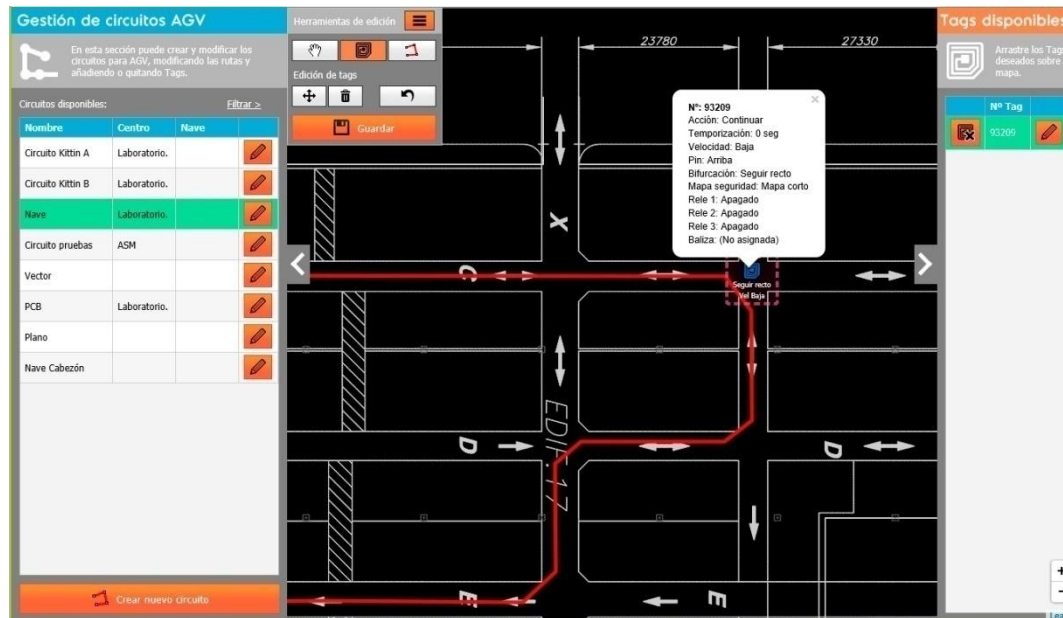 Gestión de circuitos AGV
En esta sección puede crear y modificar los
circuitos para AGV, modificando las rutas y
añadiendo o quitando Tags.
Circuitos disponibles:
Filtrar >
Nombre Centro Nave
Circuito Kittin A Laboratorio.
Circuito Kittin B Laboratorio.
Nave Laboratorio.
Circuito pruebas ASM
Vector
PCB Laboratorio.
Plano
Nave Cabezón
Crear nuevo circuito
Herramientas de edición
Edición de tags
Guardar
23780
27330
Nº: 93209
Acción: Continuar
Temporización: 0 seg
Velocidad: Baja
Pin: Arriba
Bifurcación: Seguir recto
Mapa seguridad: Mapa corto
Rele 1: Apagado
Rele 2: Apagado
Rele 3: Apagado
Baliza: (No asignada)
X
C
Seguir recto
Vel Baja
EDIF.17
D
D
E
E
Tags disponibles
Arrastre los Tags
deseados sobre
mapa.
Nº Tag
93209
+
-